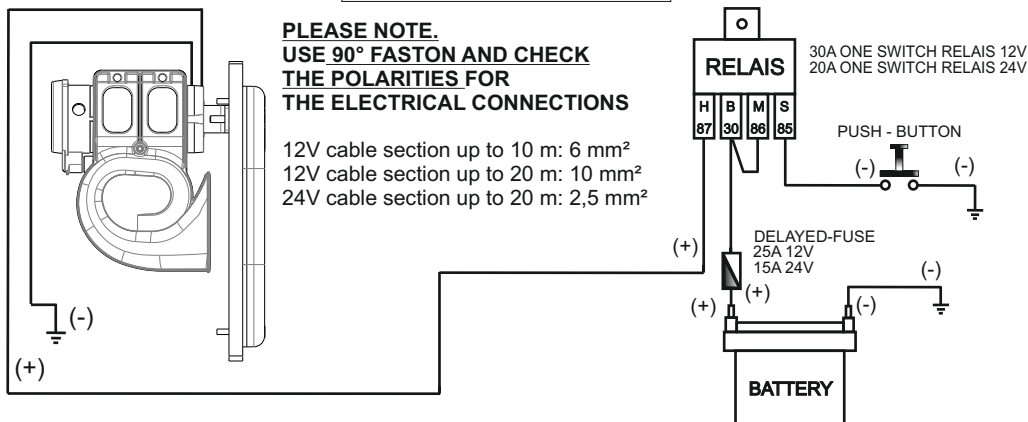 PLEASE NOTE.
USE 90° FASTON AND CHECK
THE POLARITIES FOR
THE ELECTRICAL CONNECTIONS
12V cable section up to 10 m: 6 mm²
12V cable section up to 20 m: 10 mm²
24V cable section up to 20 m: 2,5 mm²
(-)
(+)
RELAIS
30A ONE SWITCH RELAIS 12V
20A ONE SWITCH RELAIS 24V
H B M S
87 30 86 85
PUSH - BUTTON
(-) (-)
(+)
DELAYED-FUSE
25A 12V
15A 24V
(-)
(+) (+) (-)
BATTERY